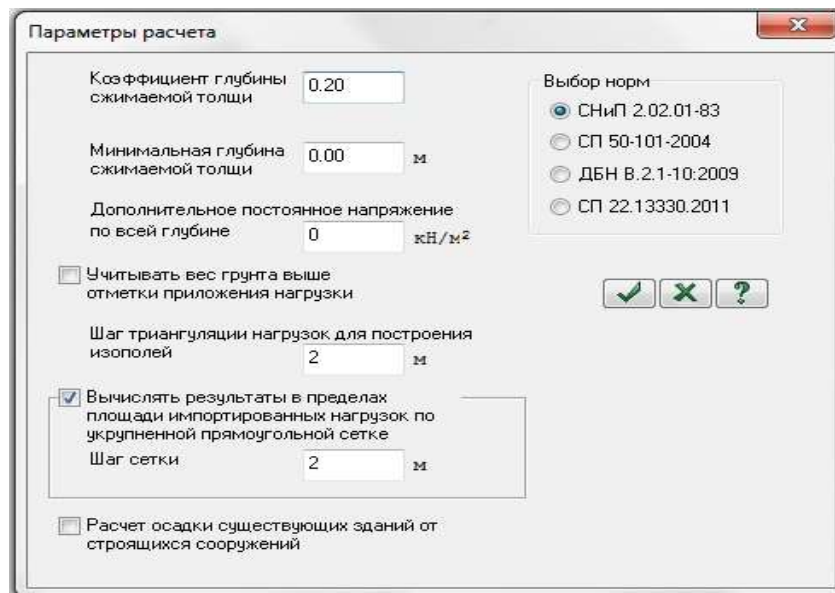 Параметры расчета
Коэффициент глубины
сжимаемой толщи
0.20
Минимальная глубина
сжимаемой толщи
0.00 м
Дополнительное постоянное напряжение
по всей глубине
0 кН/м²
Учитывать вес грунта выше
отметки приложения нагрузки
Шаг триангуляции нагрузок для построения
изополей
2 м
Вычислять результаты в пределах
площади импортированных нагрузок по
укрупненной прямоугольной сетке
Шаг сетки 2 м
Расчет осадки существующих зданий от
строящихся сооружений
Выбор норм
СНиП 2.02.01-83
СП 50-101-2004
ДБН В.2.1-10:2009
СП 22.13330.2011
?